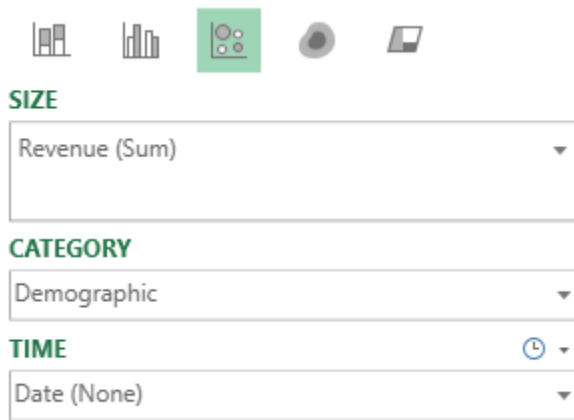 SIZE
Revenue (Sum)
CATEGORY
Demographic
TIME
Date (None)